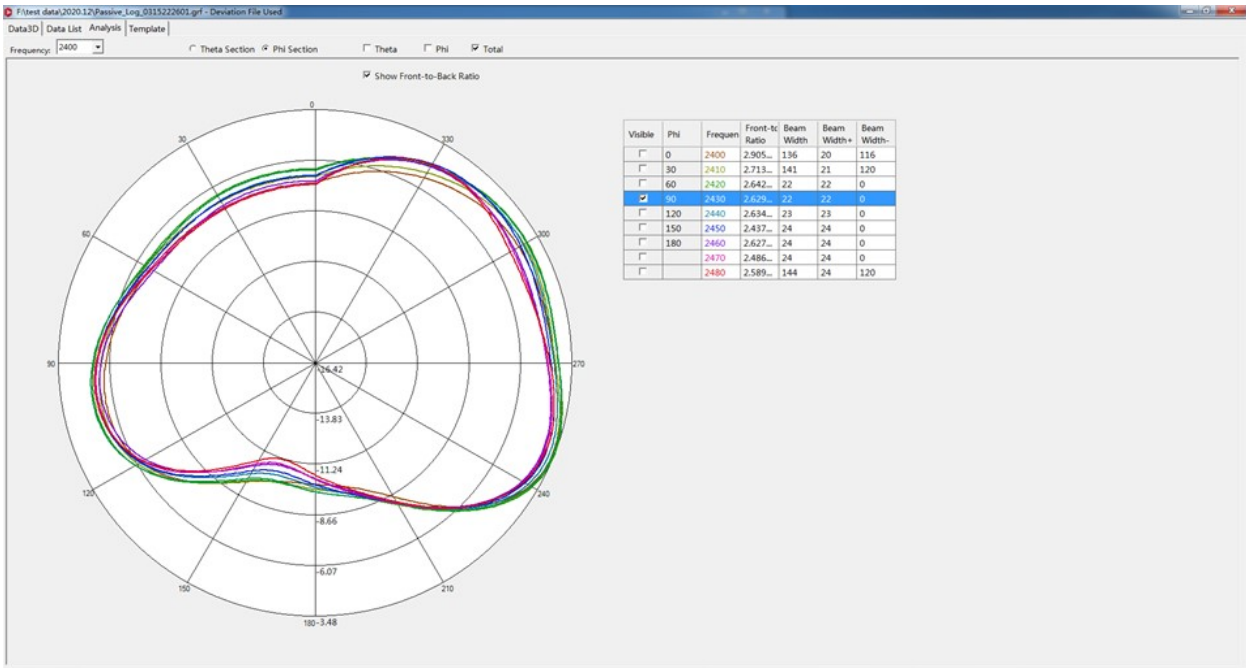 F:\test data\2020.12\Passive_Log_0315222601.grf - Deviation File Used
Data3D Data List Analysis Template
Frequency: 2400 Theta Section Phi Section Theta Phi Total
Show Front-to-Back Ratio
0
30 330
60 300
90 270
120 240
150 210
180
-16.42
-13.83
-11.24
-8.66
-6.07
-3.48
Visible Phi Frequen Front-to Ratio Beam Width Beam Width+ Beam Width-
0 2400 2.905... 136 20 116
30 2410 2.713... 141 21 120
60 2420 2.642... 22 22 0
90 2430 2.629... 22 22 0
120 2440 2.634... 23 23 0
150 2450 2.437... 24 24 0
180 2460 2.627... 24 24 0
2470 2.486... 24 24 0
2480 2.589... 144 24 120